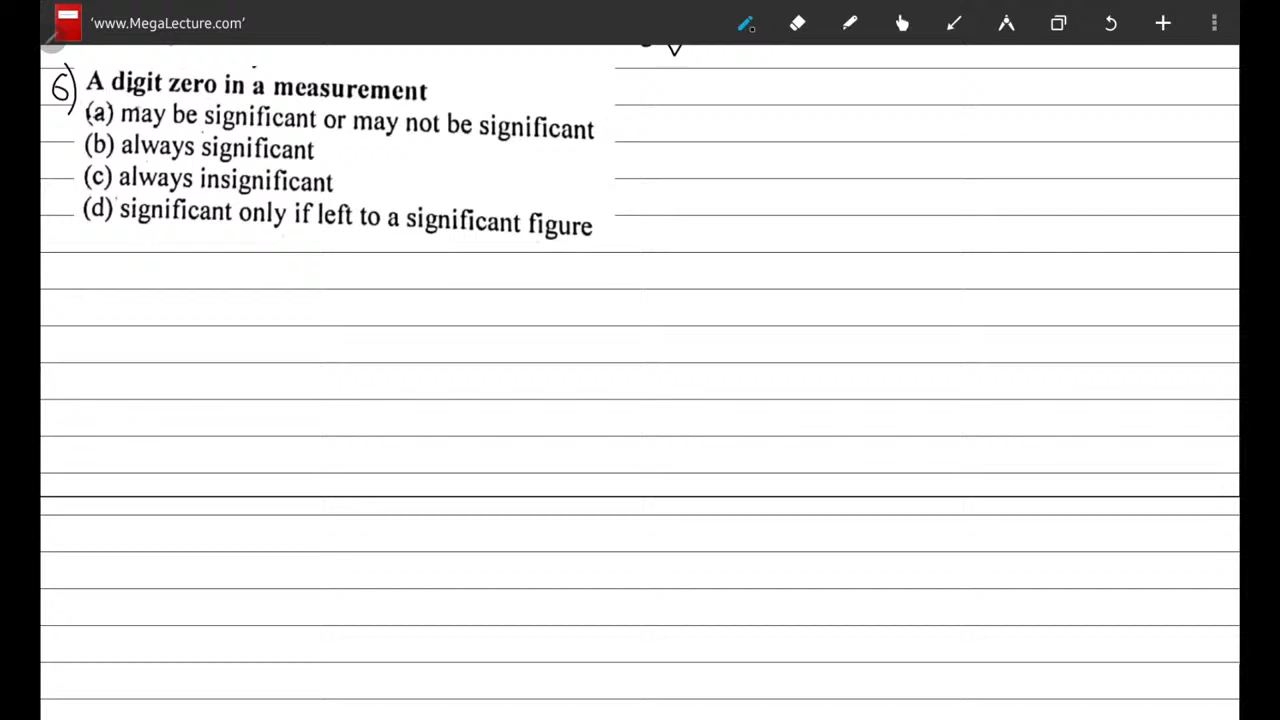 ‘www.MegaLecture.com’
6) A digit zero in a measurement
(a) may be significant or may not be significant
(b) always significant
(c) always insignificant
(d) significant only if left to a significant figure